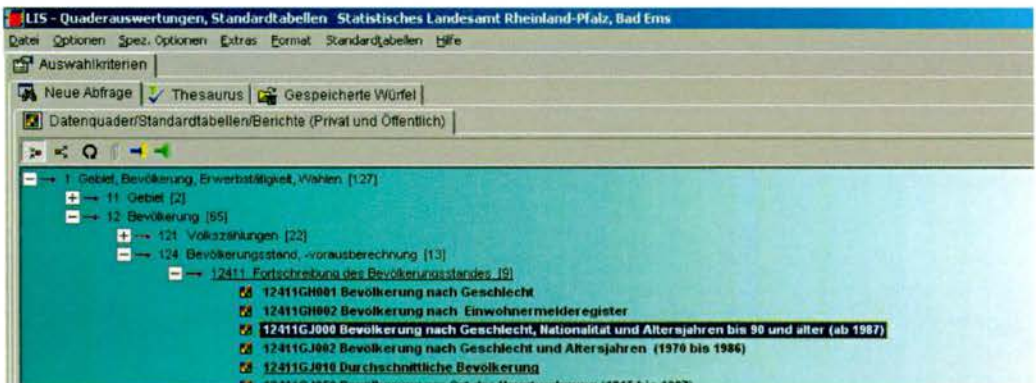 LIS - Quaderauswertungen, Standardtabellen Statistisches Landesamt Rheinland-Pfalz, Bad Ems
Datei Optionen Spez. Optionen Extras Format Standardtabellen Hilfe
Auswahlkriterien
Neue Abfrage Thesaurus Gespeicherte Würfel
Datenquader/Standardtabellen/Berichte (Privat und Öffentlich)
1 Gebiet, Bevölkerung, Erwerbstätigkeit, Wahlen [127]
11 Gebiet [2]
12 Bevölkerung [65]
121 Volkszählungen [22]
124 Bevölkerungsstand, -vorausberechnung [13]
12411 Fortschreibung des Bevölkerungsstandes [9]
12411GH001 Bevölkerung nach Geschlecht
12411GH002 Bevölkerung nach Einwohnermelderegister
12411GJ000 Bevölkerung nach Geschlecht, Nationalität und Altersjahren bis 90 und älter (ab 1987)
12411GJ002 Bevölkerung nach Geschlecht und Altersjahren (1970 bis 1986)
12411GJ010 Durchschnittliche Bevölkerung